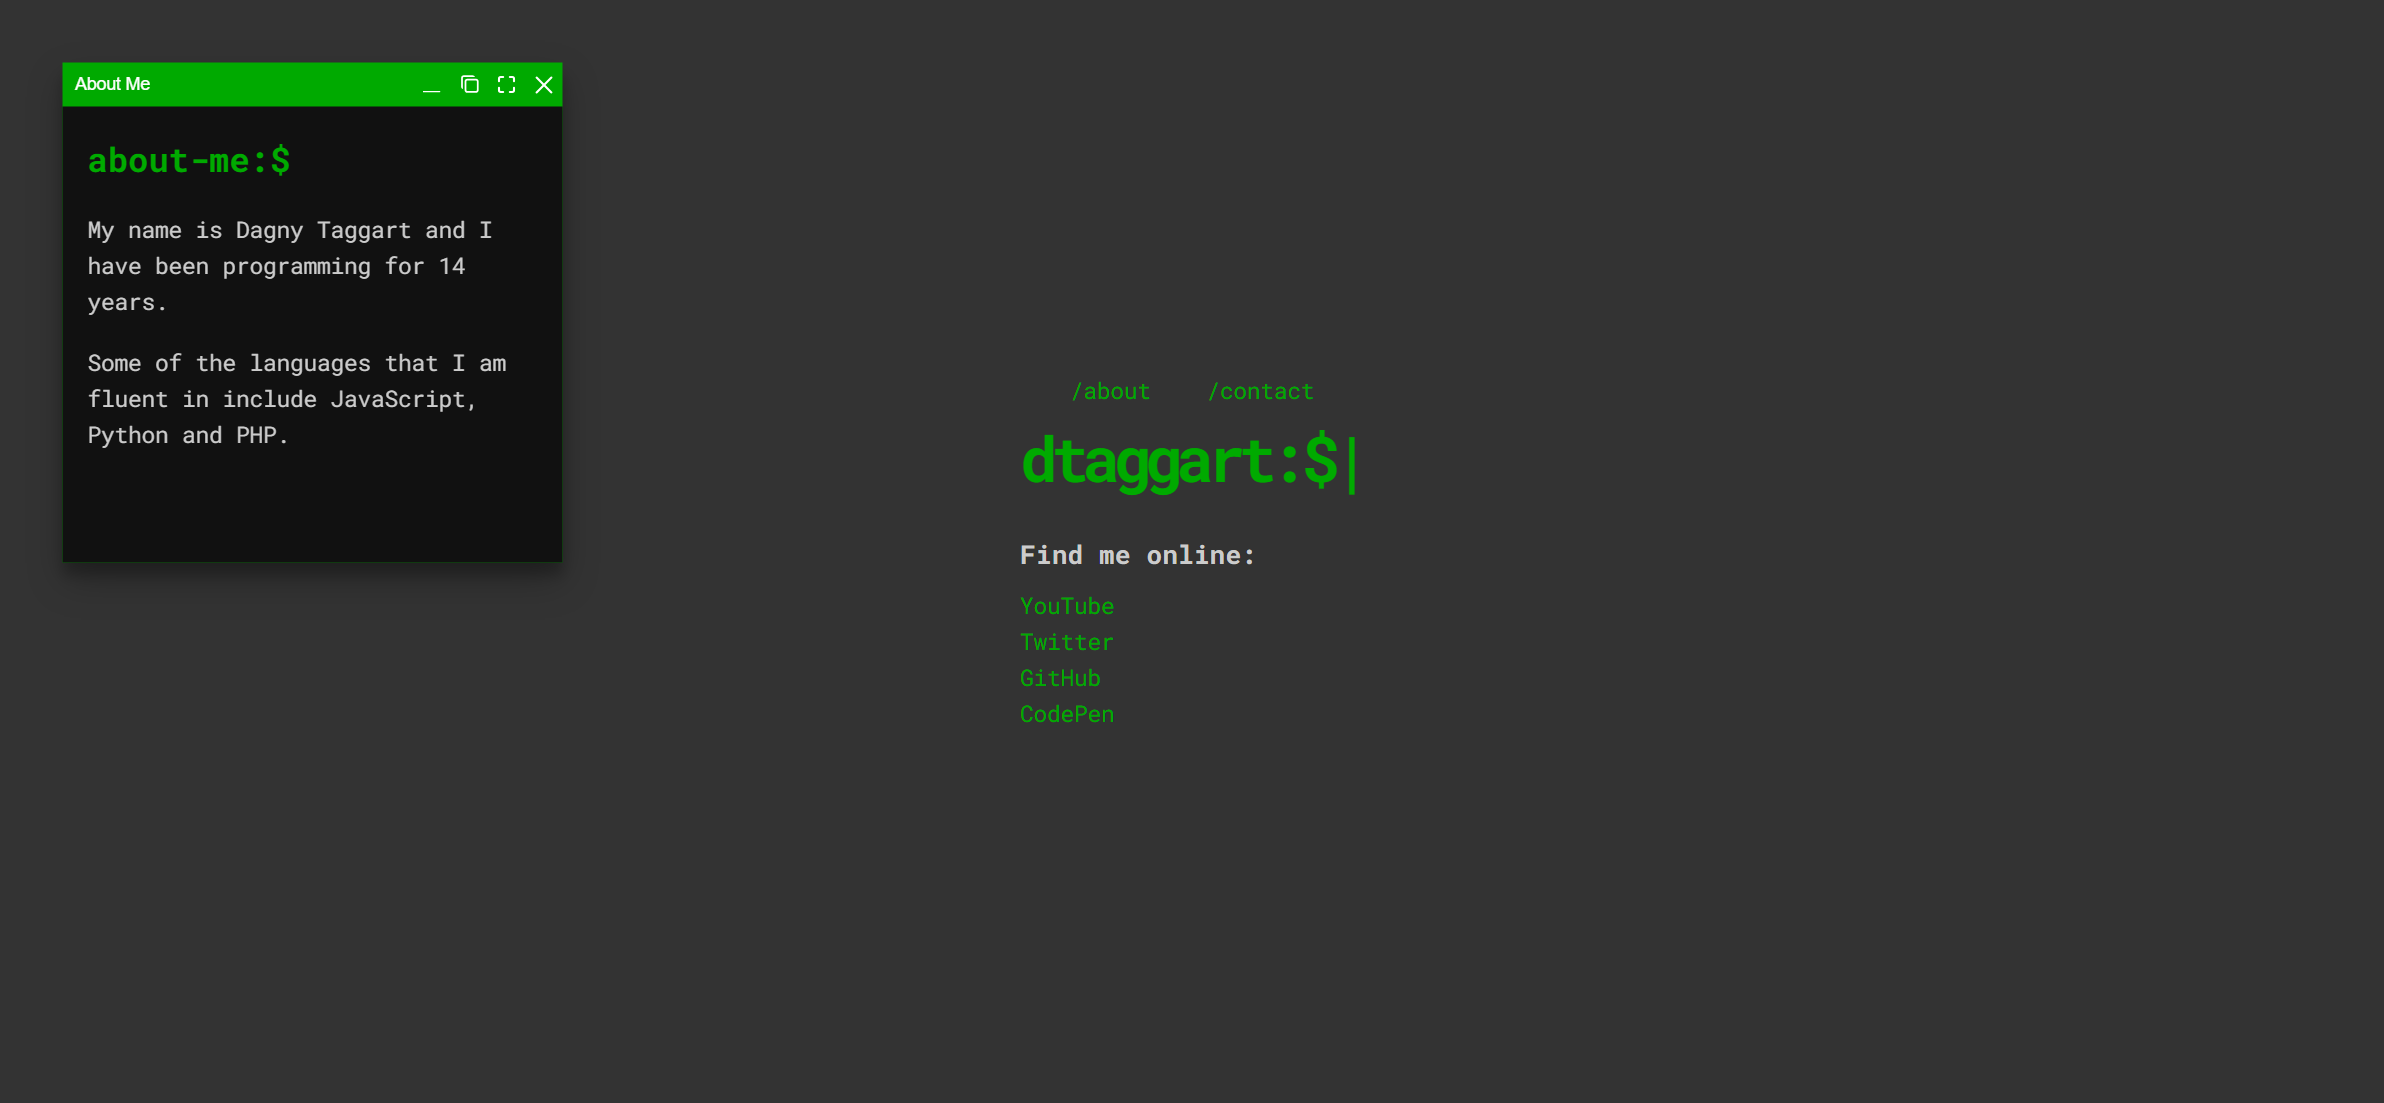 About Me
about-me:$
My name is Dagny Taggart and I
have been programming for 14
years.
Some of the languages that I am
fluent in include JavaScript,
Python and PHP.
/about /contact
dtaggart:$|
Find me online:
YouTube
Twitter
GitHub
CodePen